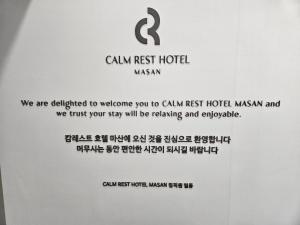 CALM REST HOTEL
MASAN
We are delighted to welcome you to CALM REST HOTEL MASAN and
we trust your stay will be relaxing and enjoyable.
캄레스트 호텔 마산에 오신 것을 진심으로 환영합니다
머무시는 동안 편안한 시간이 되시길 바랍니다
CALM REST HOTEL MASAN 임직원 일동